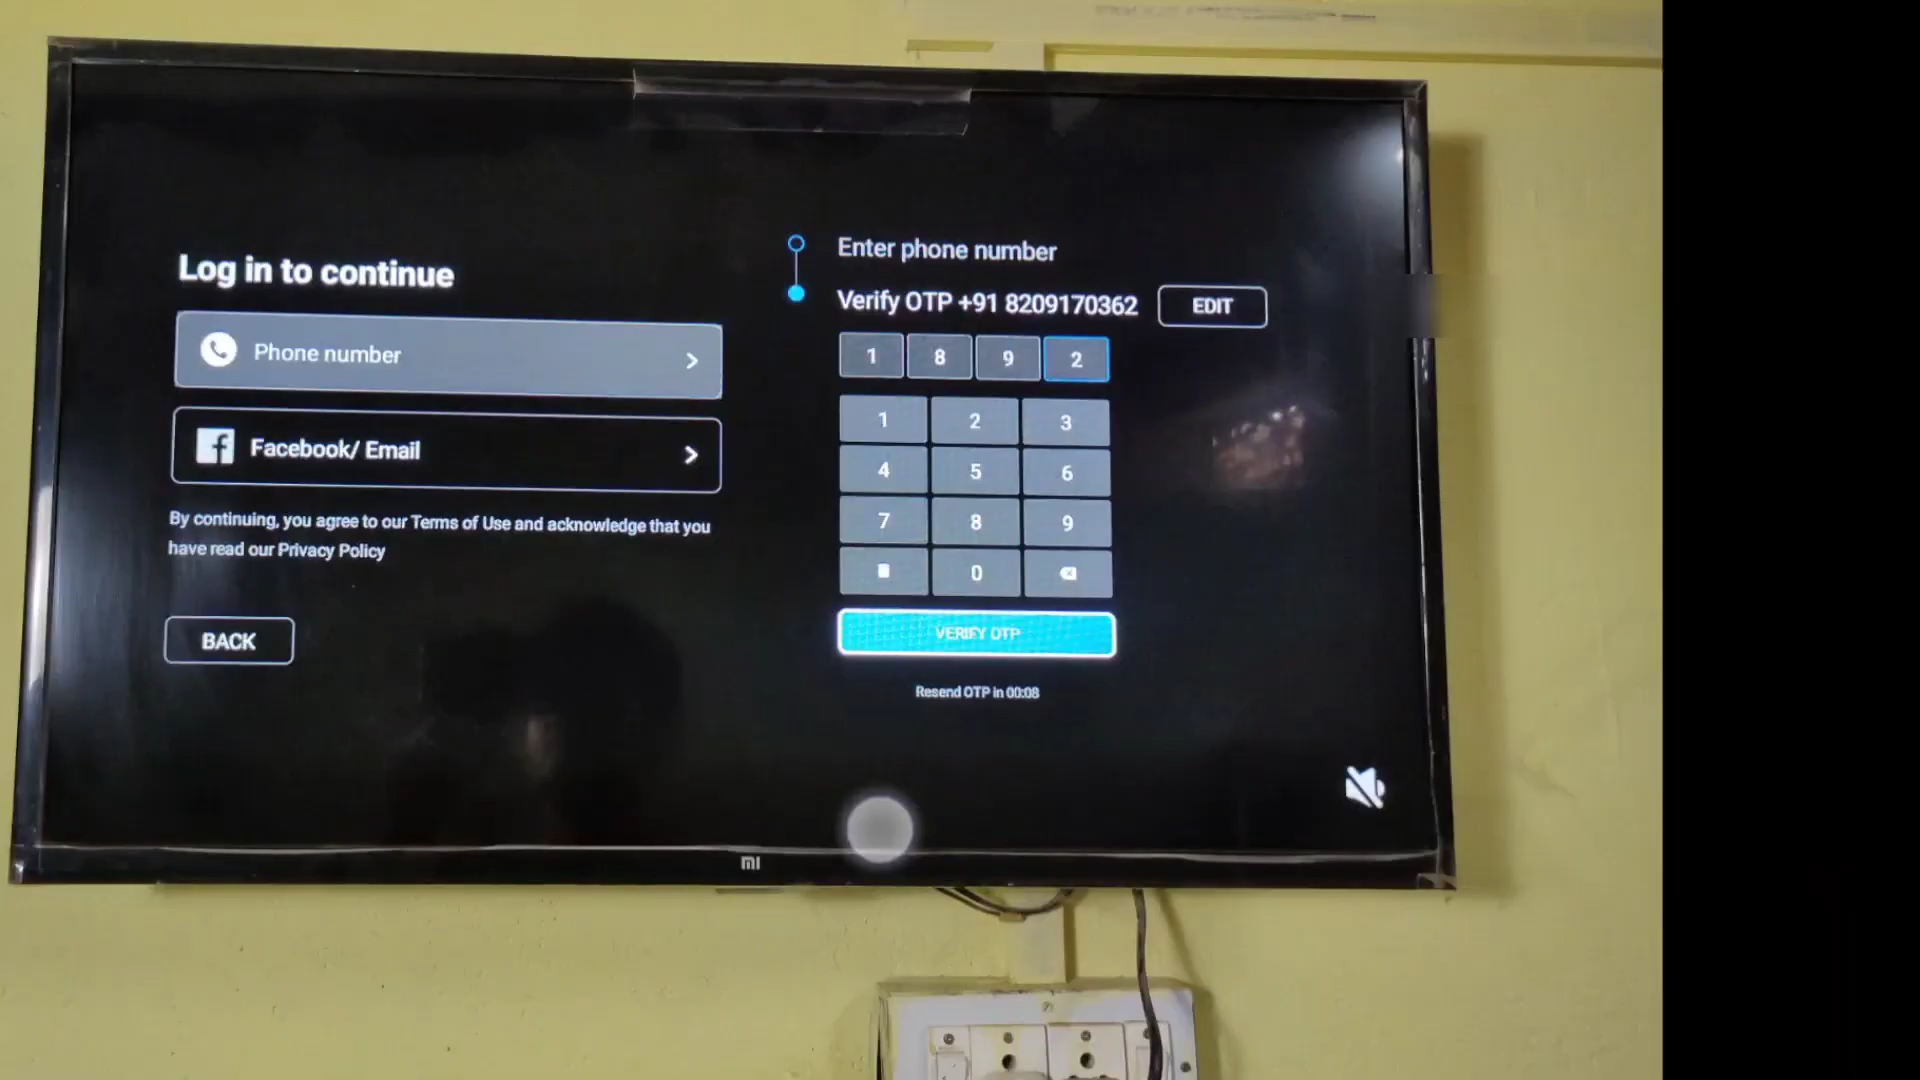 Log in to continue
Phone number
Facebook/ Email
By continuing, you agree to our Terms of Use and acknowledge that you
have read our Privacy Policy
BACK
Enter phone number
Verify OTP +91 8209170362
EDIT
1 8 9 2
1 2 3
4 5 6
7 8 9
0
VERIFY OTP
Resend OTP in 00:08
mi